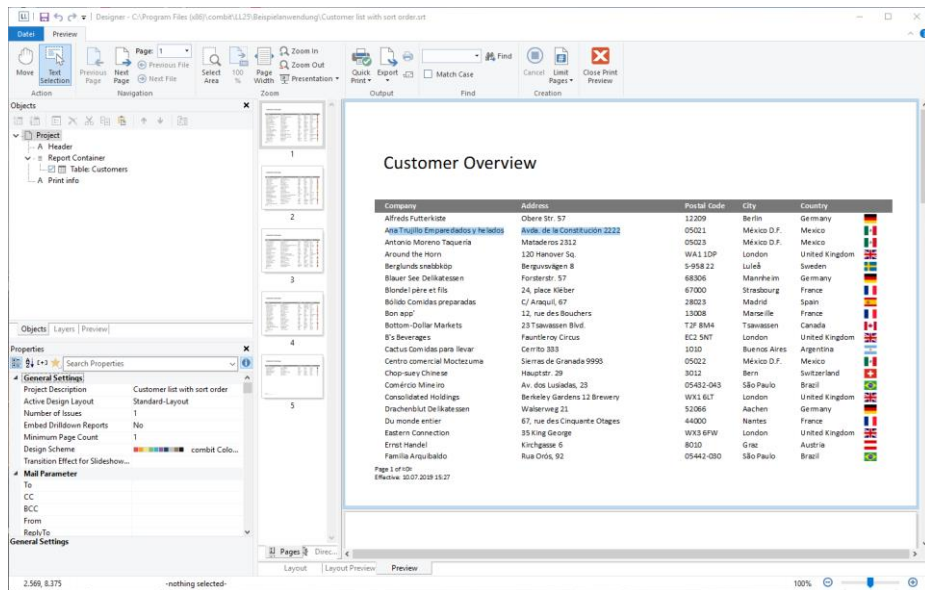 Designer - C:\Program Files (x86)\combit\LL25\Beispielanwendung\Customer list with sort order.srt
Datei Preview
Move
Text Selection
Action
Previous Page
Next Page
Page: 1
Previous File
Next File
Navigation
Select Area
100 %
Page Width
Zoom In
Zoom Out
Presentation
Zoom
Quick Print
Export
Output
Find
Match Case
Find
Cancel
Limit Pages
Creation
Close Print Preview
Objects
Project
Header
Report Container
Table: Customers
Print info
Objects Layers Preview
Properties
Search Properties
General Settings
Project Description Customer list with sort order
Active Design Layout Standard-Layout
Number of Issues 1
Embed Drilldown Reports No
Minimum Page Count 1
Design Scheme combit Colo...
Transition Effect for Slideshow...
Mail Parameter
To
CC
BCC
From
ReplyTo
General Settings
1
2
3
4
5
Pages Direc...
Customer Overview
Company Address Postal Code City Country
Alfreds Futterkiste Obere Str. 57 12209 Berlin Germany
Ana Trujillo Emparedados y helados Avda. de la Constitución 2222 05021 México D.F. Mexico
Antonio Moreno Taquería Mataderos 2312 05023 México D.F. Mexico
Around the Horn 120 Hanover Sq. WA1 1DP London United Kingdom
Berglunds snabbköp Berguvsvägen 8 S-958 22 Luleå Sweden
Blauer See Delikatessen Forsterstr. 57 68306 Mannheim Germany
Blondel père et fils 24, place Kléber 67000 Strasbourg France
Bólido Comidas preparadas C/ Araquil, 67 28023 Madrid Spain
Bon app' 12, rue des Bouchers 13008 Marseille France
Bottom-Dollar Markets 23 Tsawassen Blvd. T2F 8M4 Tsawassen Canada
B's Beverages Fauntleroy Circus EC2 5NT London United Kingdom
Cactus Comidas para llevar Cerrito 333 1010 Buenos Aires Argentina
Centro comercial Moctezuma Sierras de Granada 9993 05022 México D.F. Mexico
Chop-suey Chinese Hauptstr. 29 3012 Bern Switzerland
Comércio Mineiro Av. dos Lusíadas, 23 05432-043 São Paulo Brazil
Consolidated Holdings Berkeley Gardens 12 Brewery WX1 6LT London United Kingdom
Drachenblut Delikatessen Walserweg 21 52066 Aachen Germany
Du monde entier 67, rue des Cinquante Otages 44000 Nantes France
Eastern Connection 35 King George WX3 6FW London United Kingdom
Ernst Handel Kirchgasse 6 8010 Graz Austria
Familia Arquibaldo Rua Orós, 92 05442-030 São Paulo Brazil
Page 1 of
Effective: 10.07.2019 15:27
Layout Layout Preview Preview
2.569, 8.375 -nothing selected- 100%